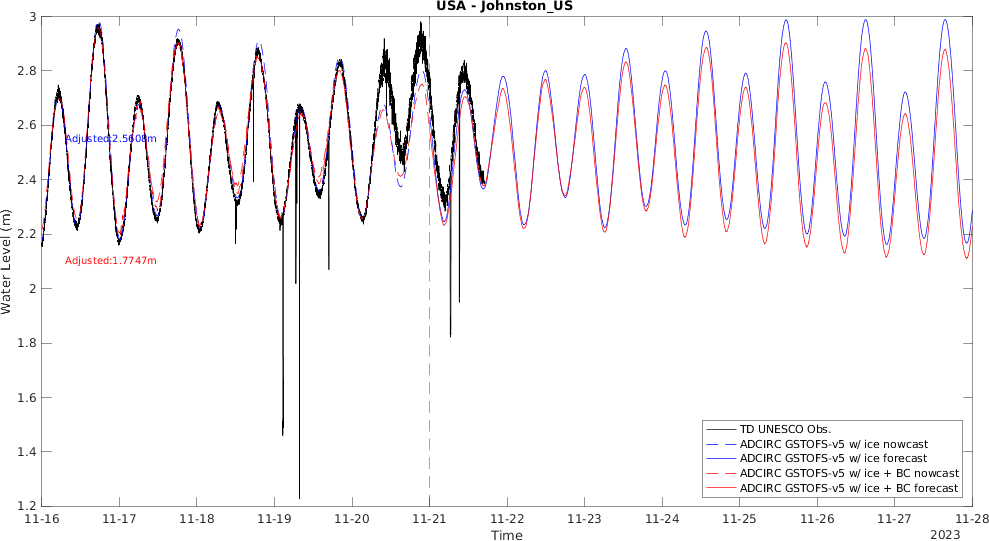 USA - Johnston_US
Water Level (m)
3
2.8
2.6
2.4
2.2
2
1.8
1.6
1.4
1.2
Adjusted:2.5608m
Adjusted:1.7747m
TD UNESCO Obs.
ADCIRC GSTOFS-v5 w/ ice nowcast
ADCIRC GSTOFS-v5 w/ ice forecast
ADCIRC GSTOFS-v5 w/ ice + BC nowcast
ADCIRC GSTOFS-v5 w/ ice + BC forecast
11-16 11-17 11-18 11-19 11-20 11-21 11-22 11-23 11-24 11-25 11-26 11-27 11-28
Time
2023